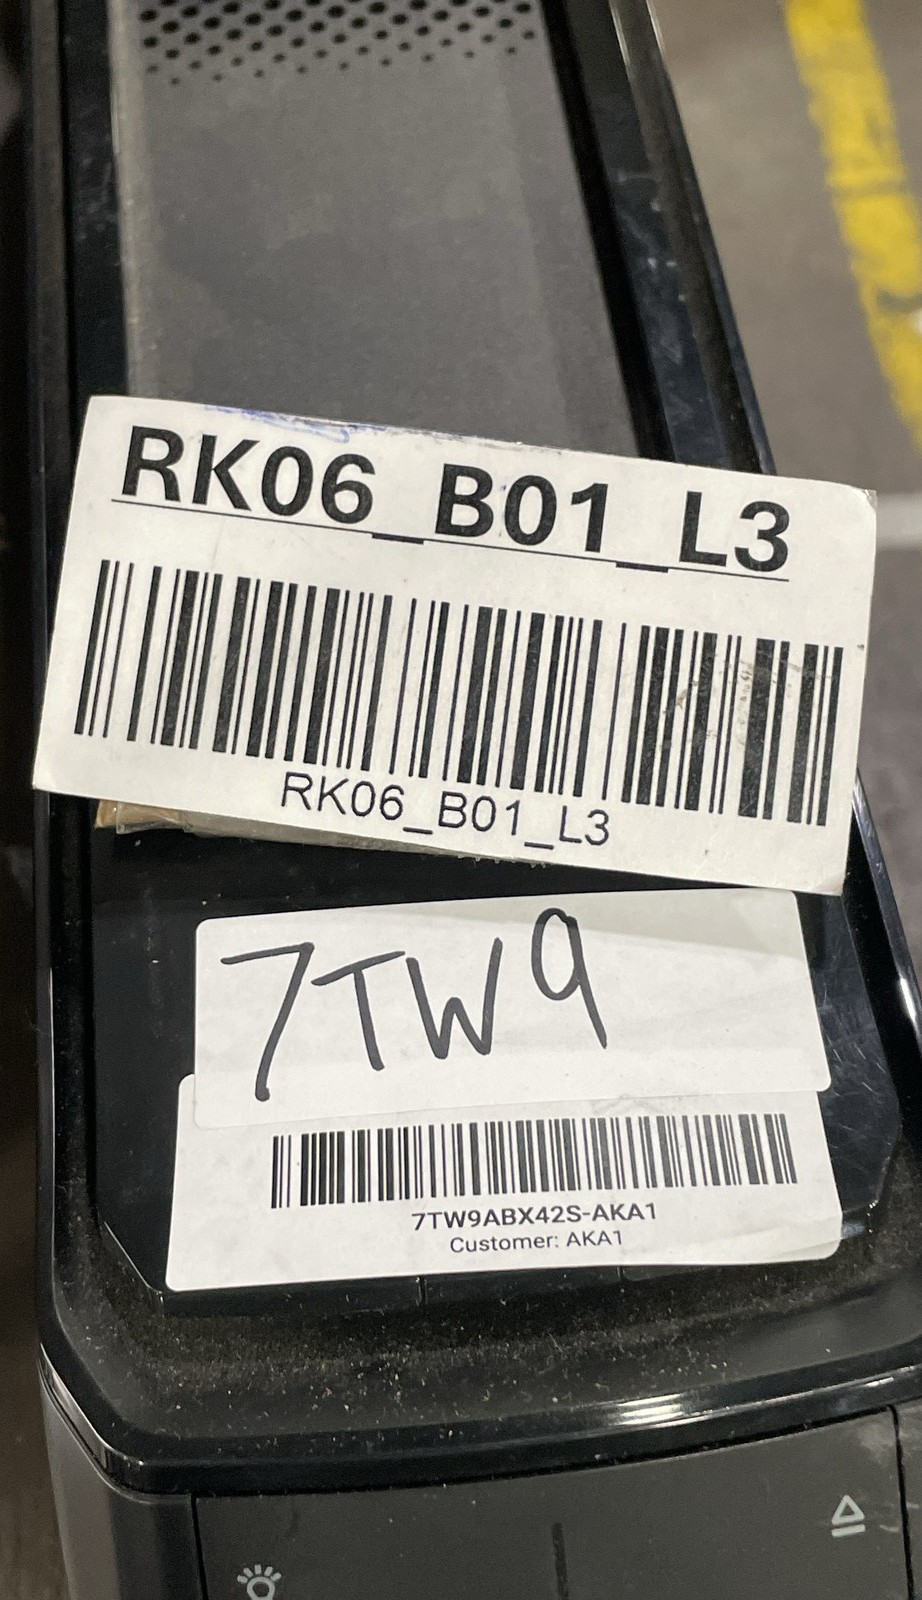 RK06_B01_L3
RK06_B01_L3
7TW9
7TW9ABX42S-AKA1
Customer: AKA1